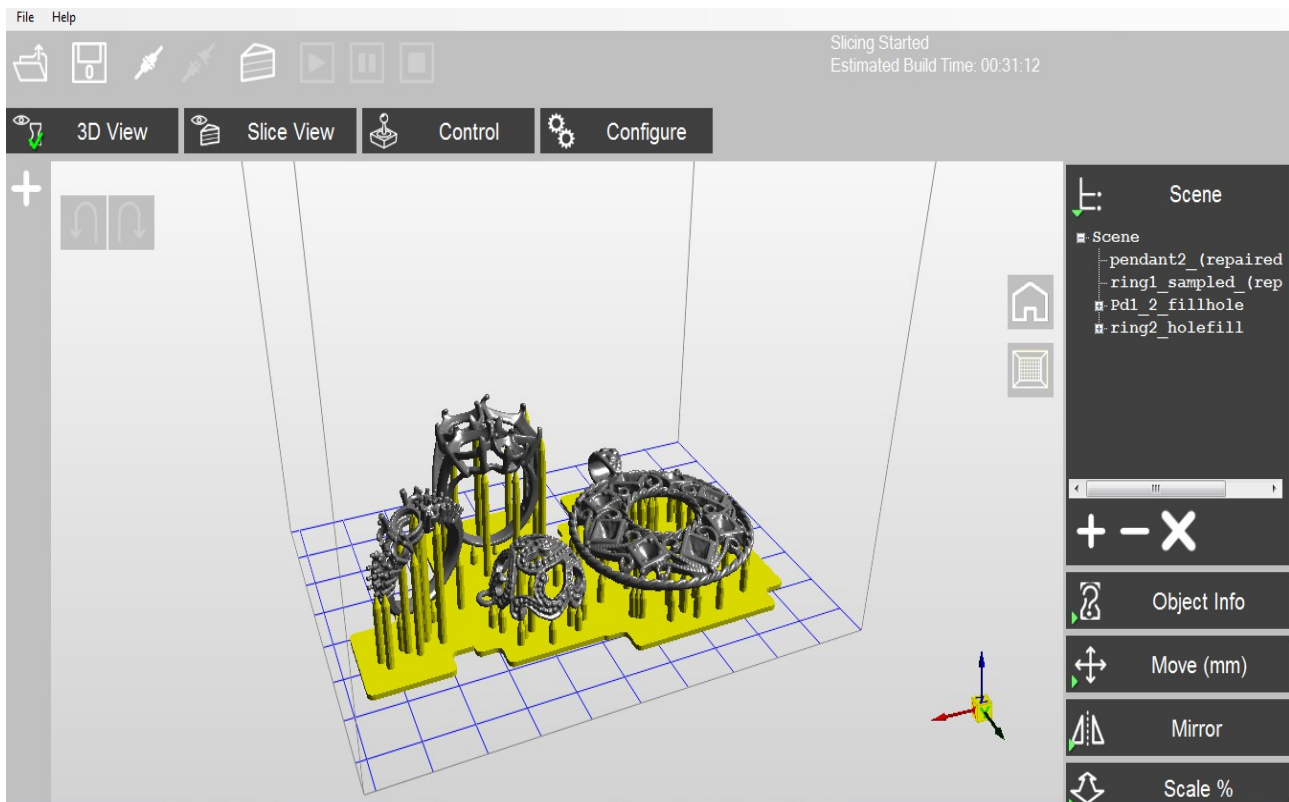 File Help
Slicing Started
Estimated Build Time: 00:31:12
3D View Slice View Control Configure
Scene
Scene
pendant2_(repaired
ring1_sampled_(rep
Pd1_2_fillhole
ring2_holefill
Object Info
Move (mm)
Mirror
Scale %